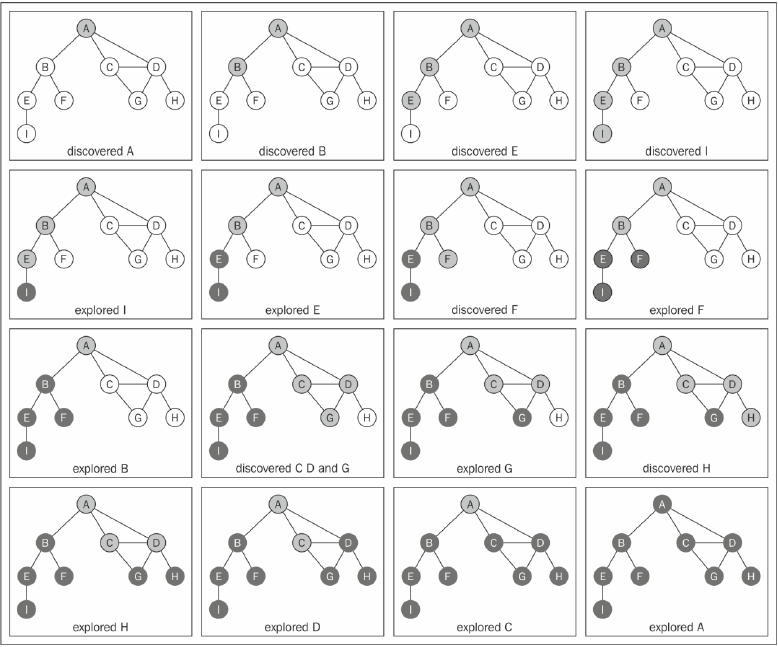 A
B C D
E F G H
I
discovered A
A
B C D
E F G H
I
discovered B
A
B C D
E F G H
I
discovered E
A
B C D
E F G H
I
discovered I
A
B C D
E F G H
I
explored I
A
B C D
E F G H
I
explored E
A
B C D
E F G H
I
discovered F
A
B C D
E F G H
I
explored F
A
B C D
E F G H
I
explored B
A
B C D
E F G H
I
discovered C D and G
A
B C D
E F G H
I
explored G
A
B C D
E F G H
I
discovered H
A
B C D
E F G H
I
explored H
A
B C D
E F G H
I
explored D
A
B C D
E F G H
I
explored C
A
B C D
E F G H
I
explored A